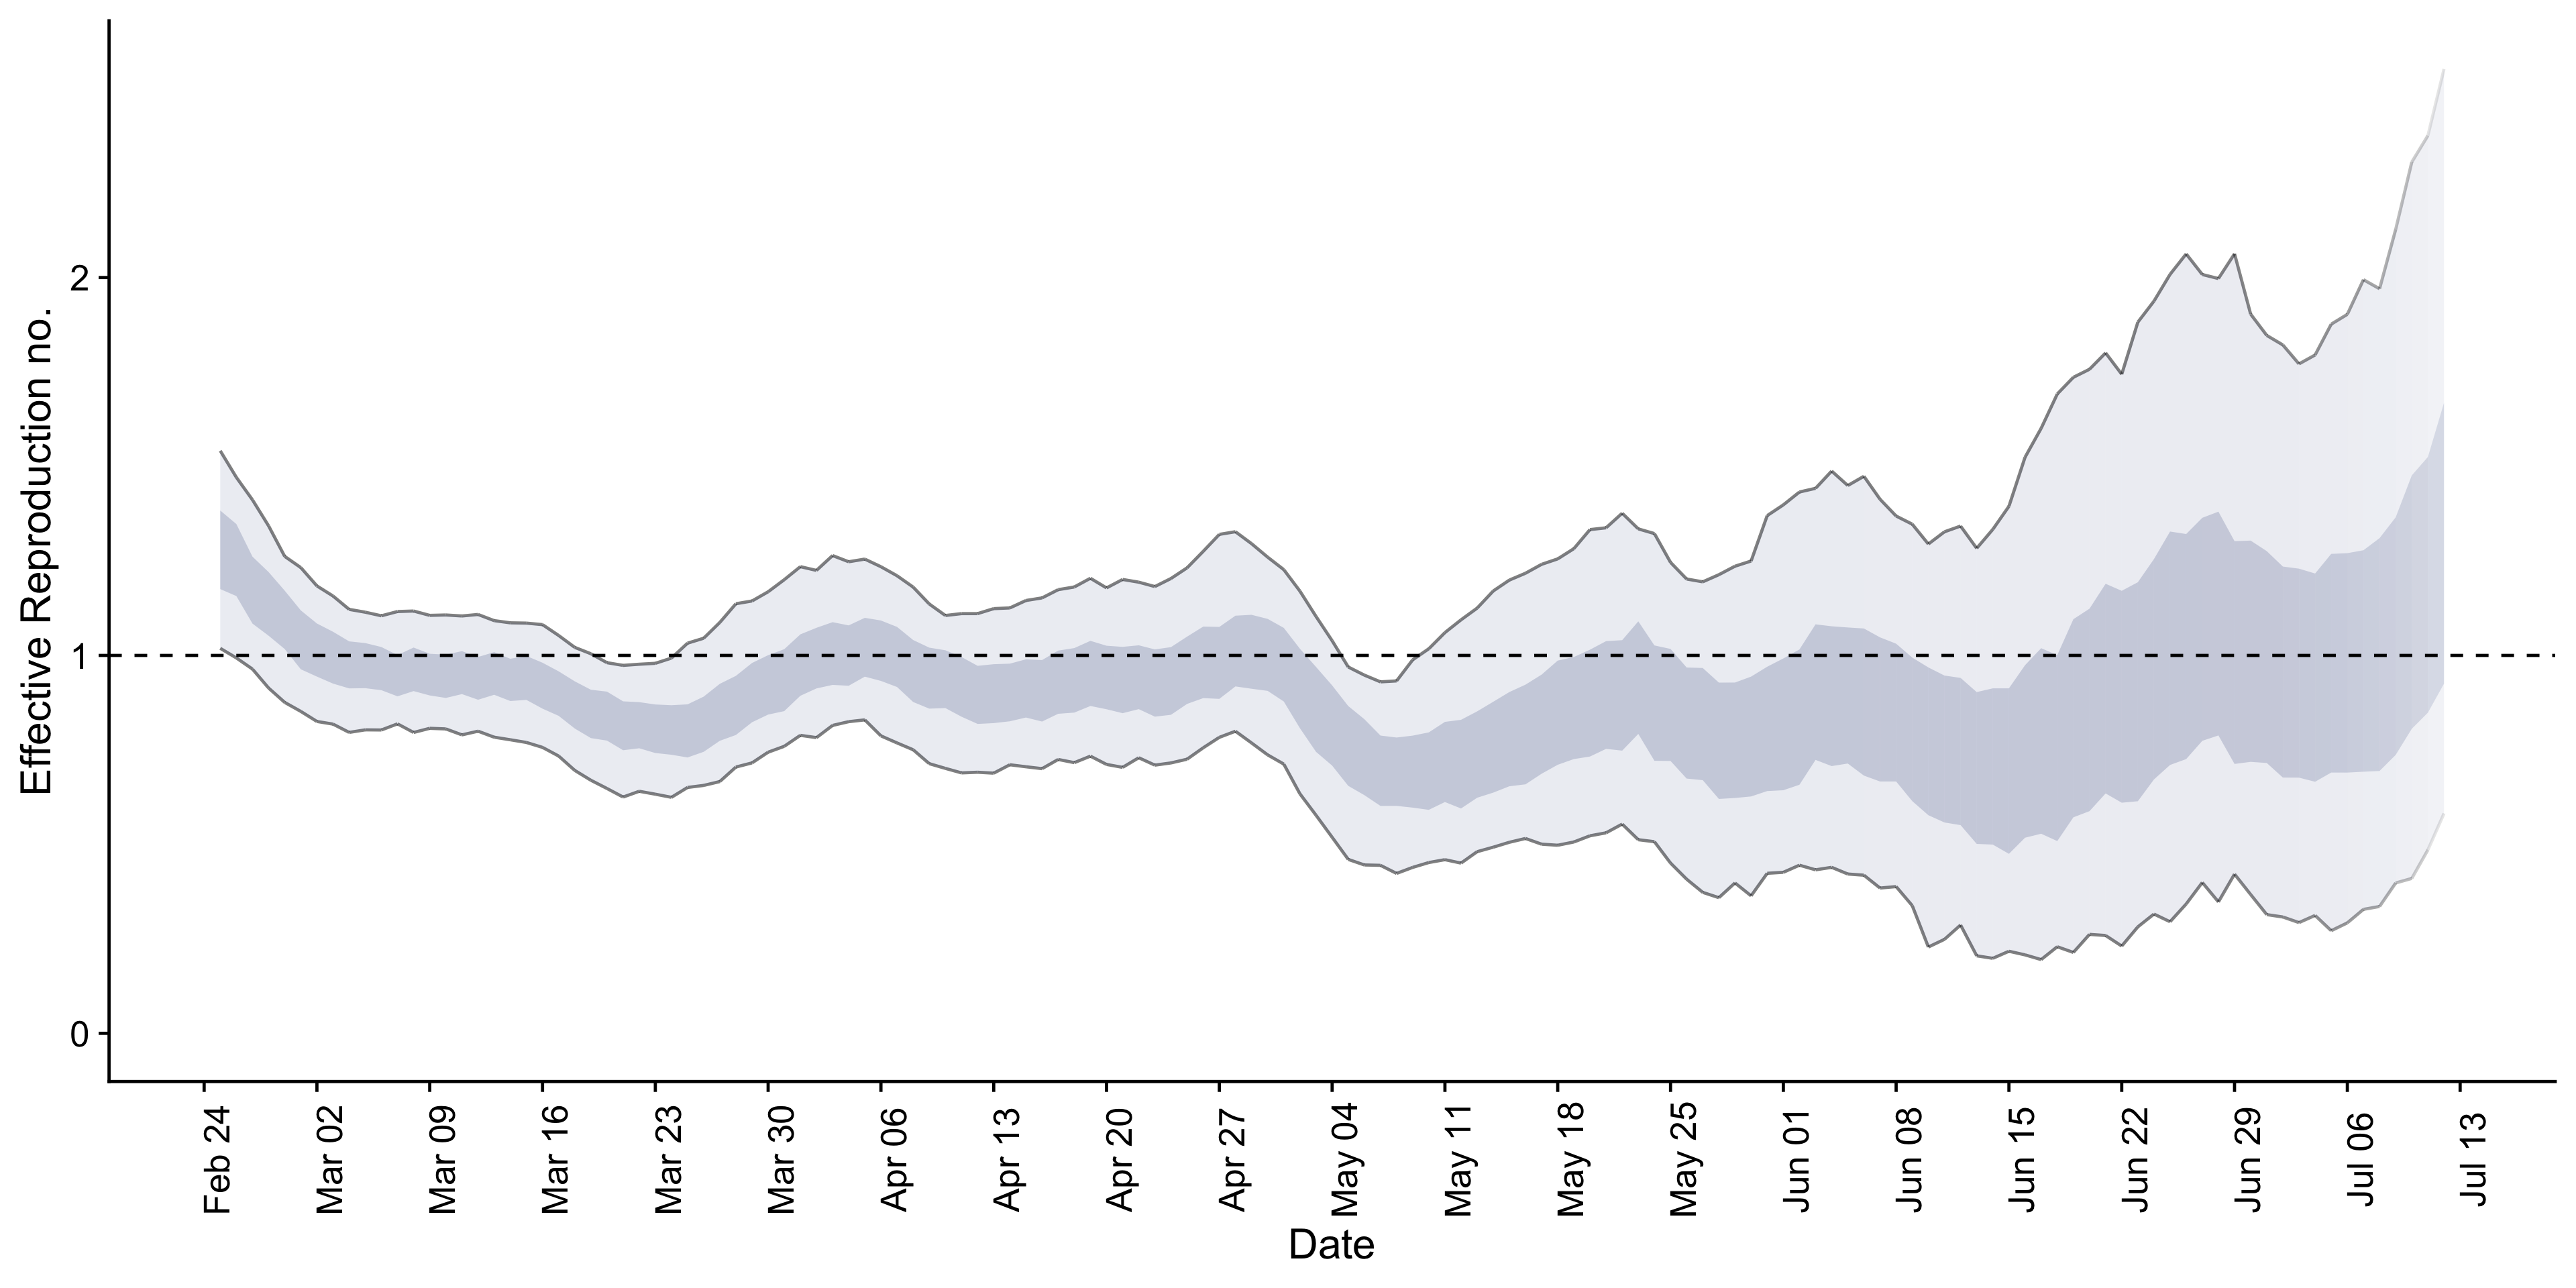 Effective Reproduction no.
2
1
0
Feb 24
Mar 02
Mar 09
Mar 16
Mar 23
Mar 30
Apr 06
Apr 13
Apr 20
Apr 27
May 04
May 11
May 18
May 25
Jun 01
Jun 08
Jun 15
Jun 22
Jun 29
Jul 06
Jul 13
Date